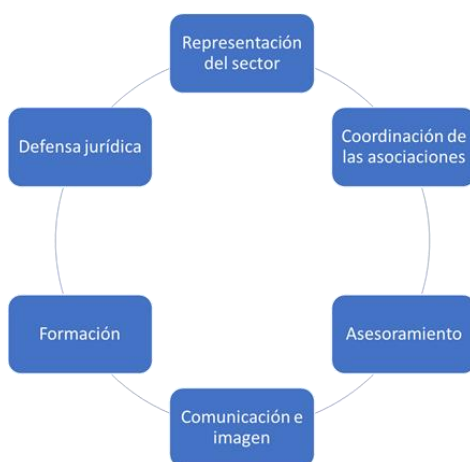 Representación
del sector
Coordinación de
las asociaciones
Asesoramiento
Comunicación e
imagen
Formación
Defensa jurídica